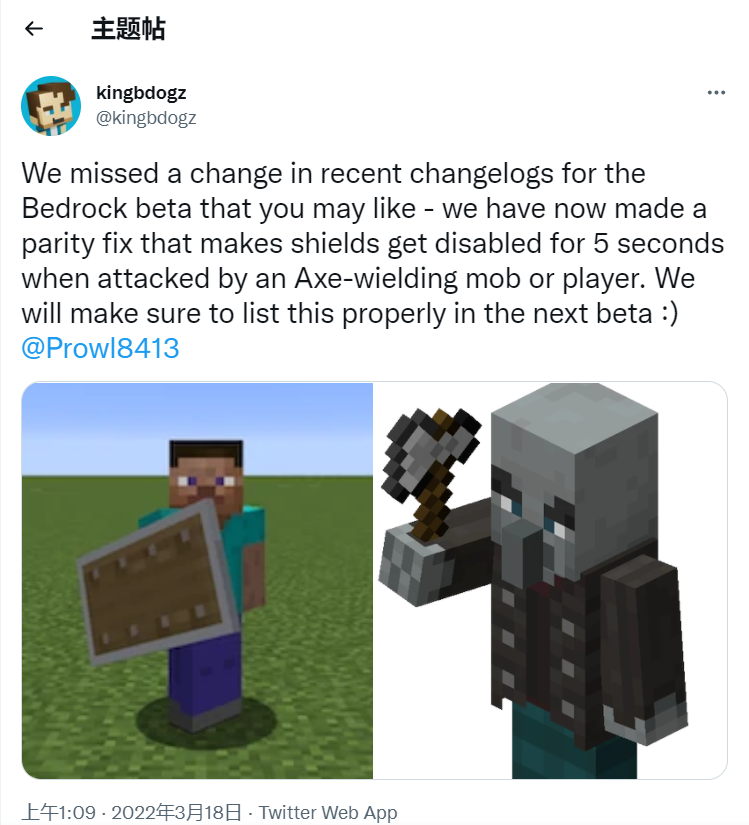 主题帖
kingbdogz
@kingbdogz
We missed a change in recent changelogs for the
Bedrock beta that you may like - we have now made a
parity fix that makes shields get disabled for 5 seconds
when attacked by an Axe-wielding mob or player. We
will make sure to list this properly in the next beta :)
@Prowl8413
上午1:09 · 2022年3月18日 · Twitter Web App